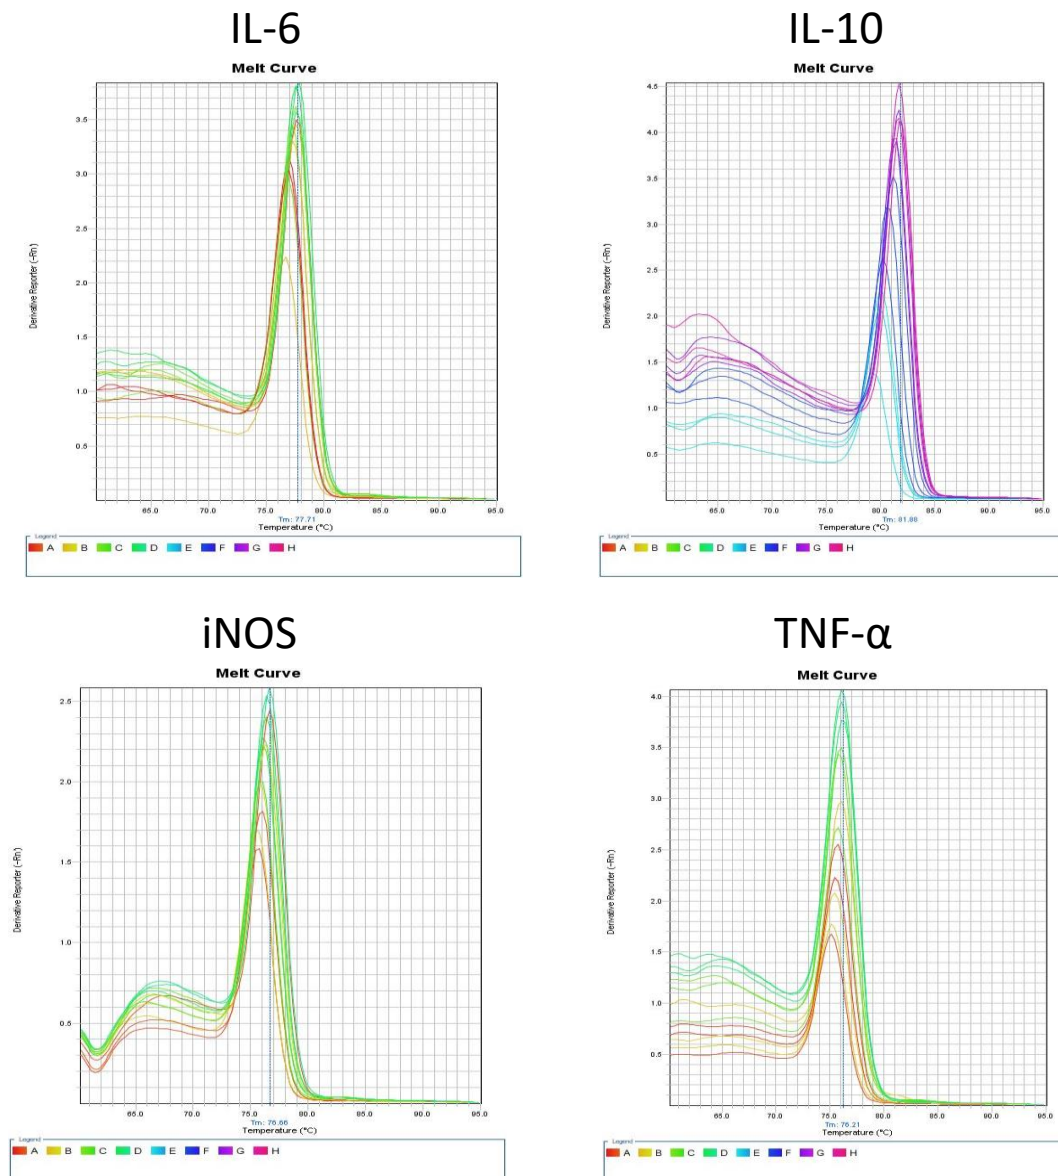 IL-6
Melt Curve
Derivative Reporter (-Rn)
3.5
3.0
2.5
2.0
1.5
1.0
0.5
65.0 70.0 75.0 80.0 85.0 90.0 95.0
Tm: 77.71
Temperature (°C)
Legend
A B C D E F G H
IL-10
Melt Curve
Derivative Reporter (-Rn)
4.5
4.0
3.5
3.0
2.5
2.0
1.5
1.0
0.5
65.0 70.0 75.0 80.0 85.0 90.0 95.0
Tm: 81.86
Temperature (°C)
Legend
A B C D E F G H
iNOS
Melt Curve
Derivative Reporter (-Rn)
2.5
2.0
1.5
1.0
0.5
65.0 70.0 75.0 80.0 85.0 90.0 95.0
Tm: 76.66
Temperature (°C)
Legend
A B C D E F G H
TNF-α
Melt Curve
Derivative Reporter (-Rn)
4.0
3.5
3.0
2.5
2.0
1.5
1.0
0.5
65.0 70.0 75.0 80.0 85.0 90.0 95.0
Tm: 76.21
Temperature (°C)
Legend
A B C D E F G H